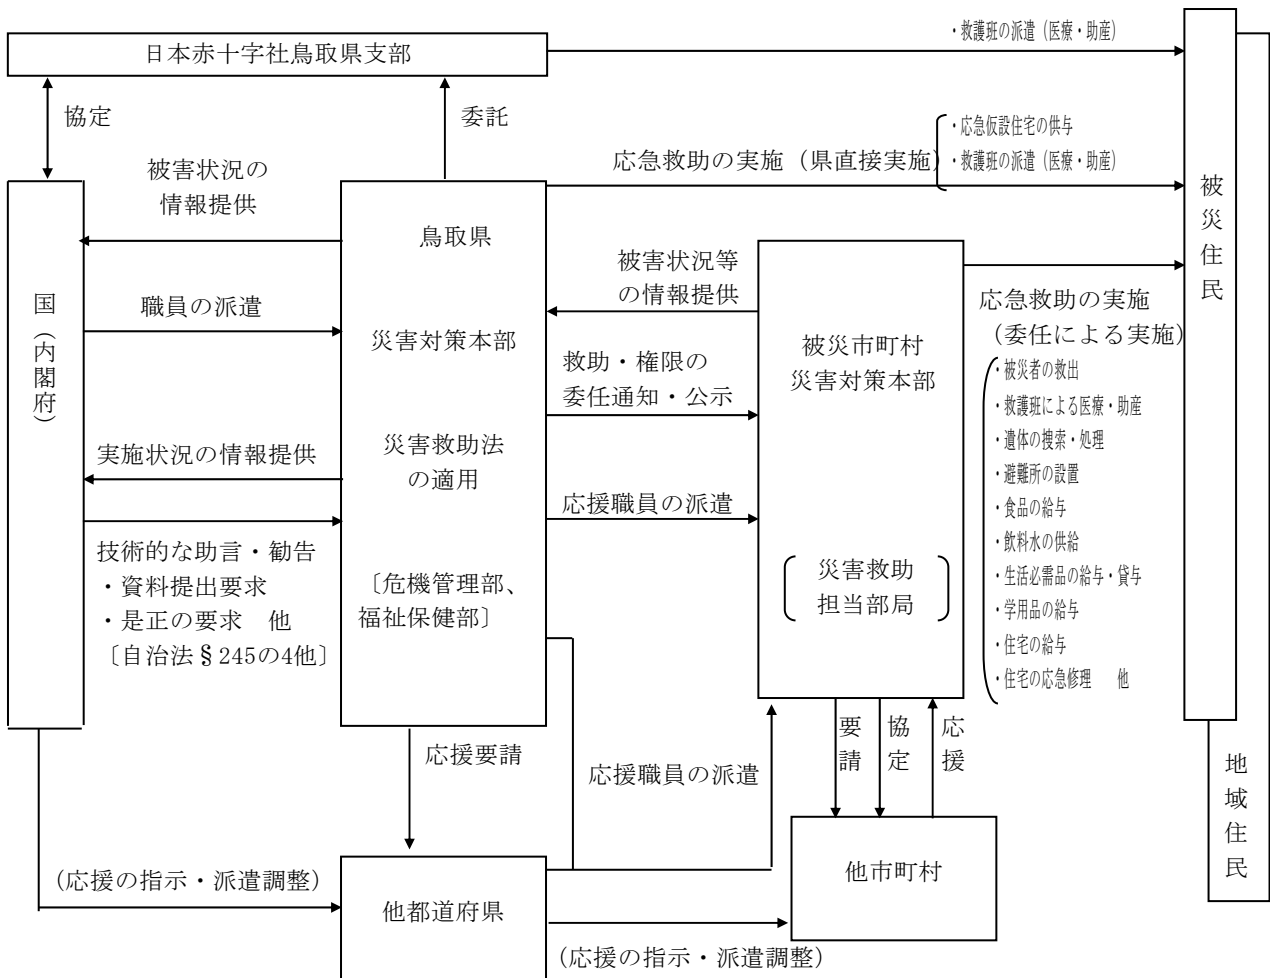 ・救護班の派遣（医療・助産）
日本赤十字社鳥取県支部
協定
委託
・応急仮設住宅の供与
応急救助の実施（県直接実施）
・救護班の派遣（医療・助産）
被害状況の
情報提供
鳥取県
被災住民
職員の派遣
国（内閣府）
災害対策本部
被害状況等
の情報提供
被災市町村
災害対策本部
応急救助の実施
（委任による実施）
救助・権限の
委任通知・公示
・被災者の救出
・救護班による医療・助産
・遺体の捜索・処理
・避難所の設置
・食品の給与
・飲料水の供給
・生活必需品の給与・貸与
・学用品の給与
・住宅の給与
・住宅の応急修理　他
災害救助法
の適用
実施状況の情報提供
応援職員の派遣
技術的な助言・勧告
・資料提出要求
・是正の要求　他
〔自治法§245の4他〕
〔危機管理部、
福祉保健部〕
災害救助
担当部局
応援要請
応援職員の派遣
要請
協定
応援
地域住民
（応援の指示・派遣調整）
他都道府県
他市町村
（応援の指示・派遣調整）